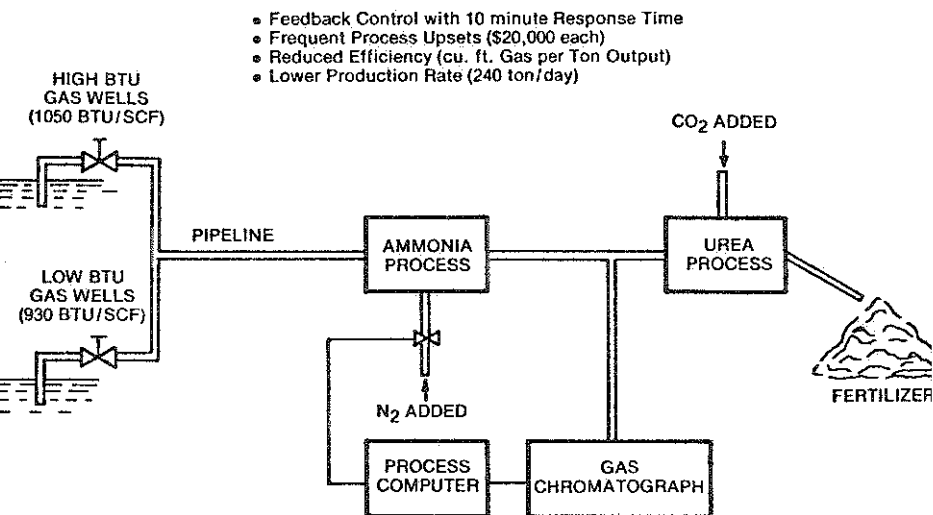 • Feedback Control with 10 minute Response Time
• Frequent Process Upsets ($20,000 each)
• Reduced Efficiency (cu. ft. Gas per Ton Output)
• Lower Production Rate (240 ton/day)
HIGH BTU
GAS WELLS
(1050 BTU/SCF)
CO₂ ADDED
PIPELINE
AMMONIA
PROCESS
UREA
PROCESS
LOW BTU
GAS WELLS
(930 BTU/SCF)
N₂ ADDED
FERTILIZER
PROCESS
COMPUTER
GAS
CHROMATOGRAPH